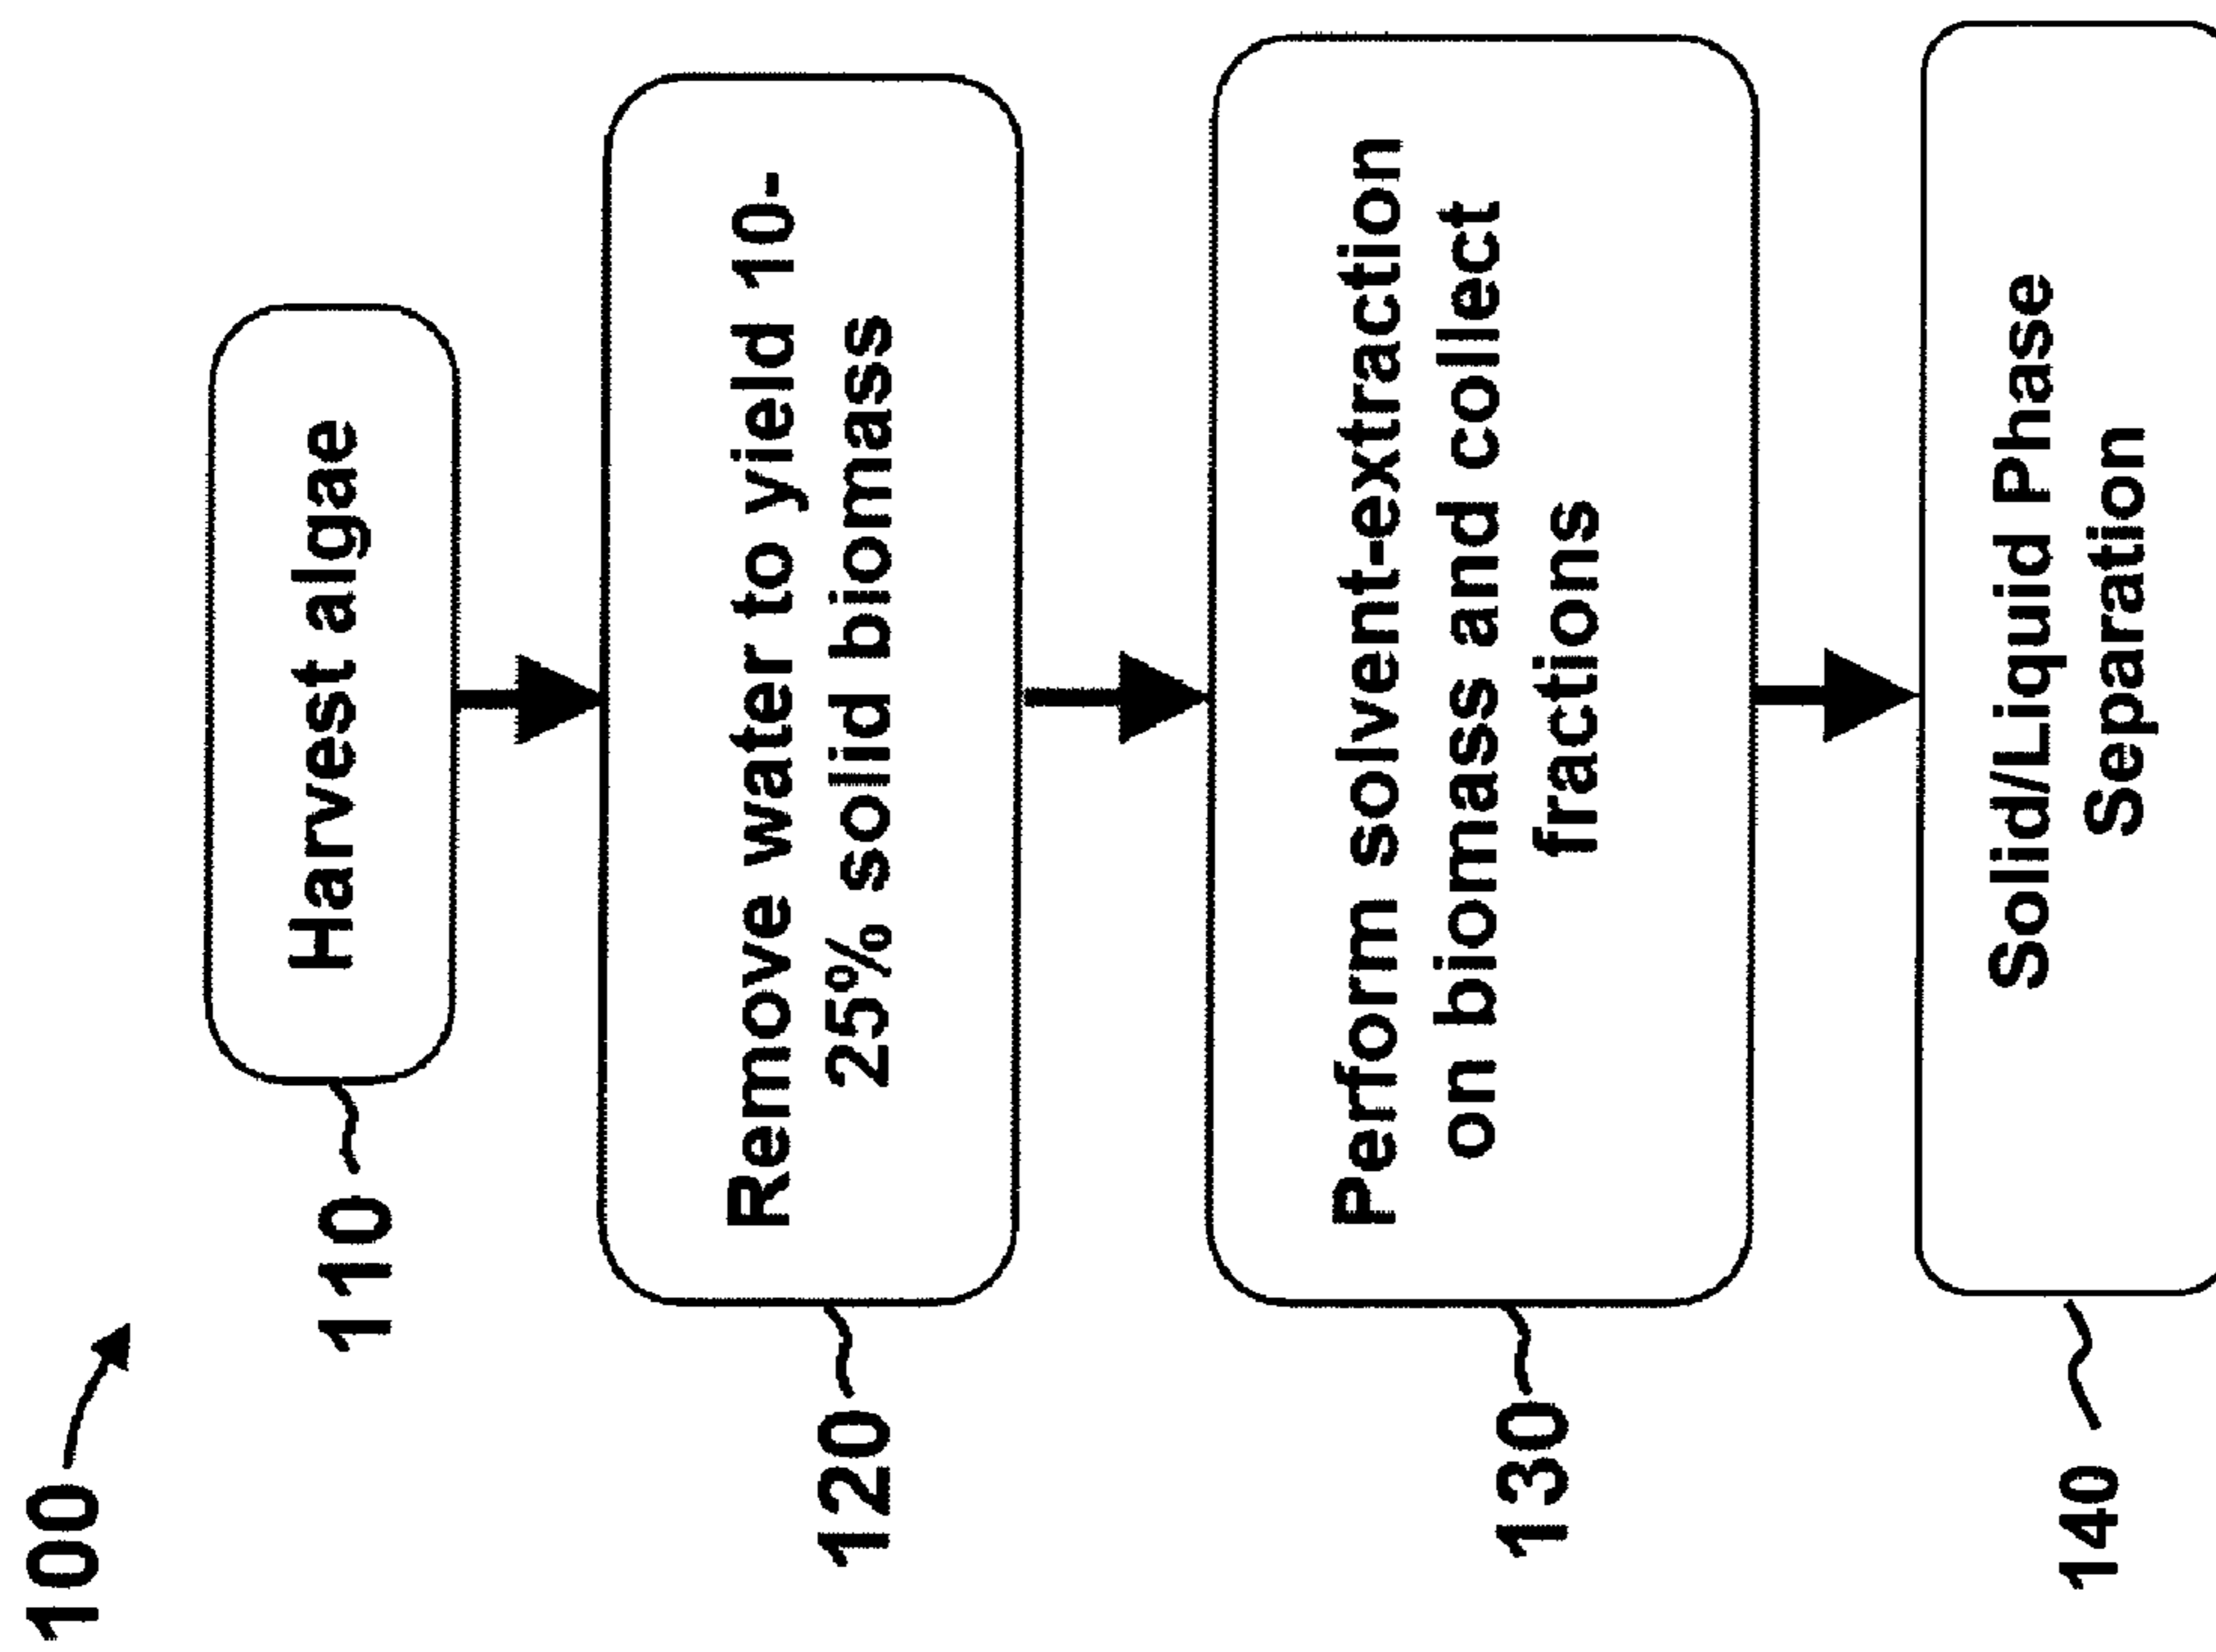 100
110
Harvest algae
120
Remove water to yield 10-
25% solid biomass
130
Perform solvent-extraction
on biomass and collect
fractions
140
Solid/Liquid Phase
Separation